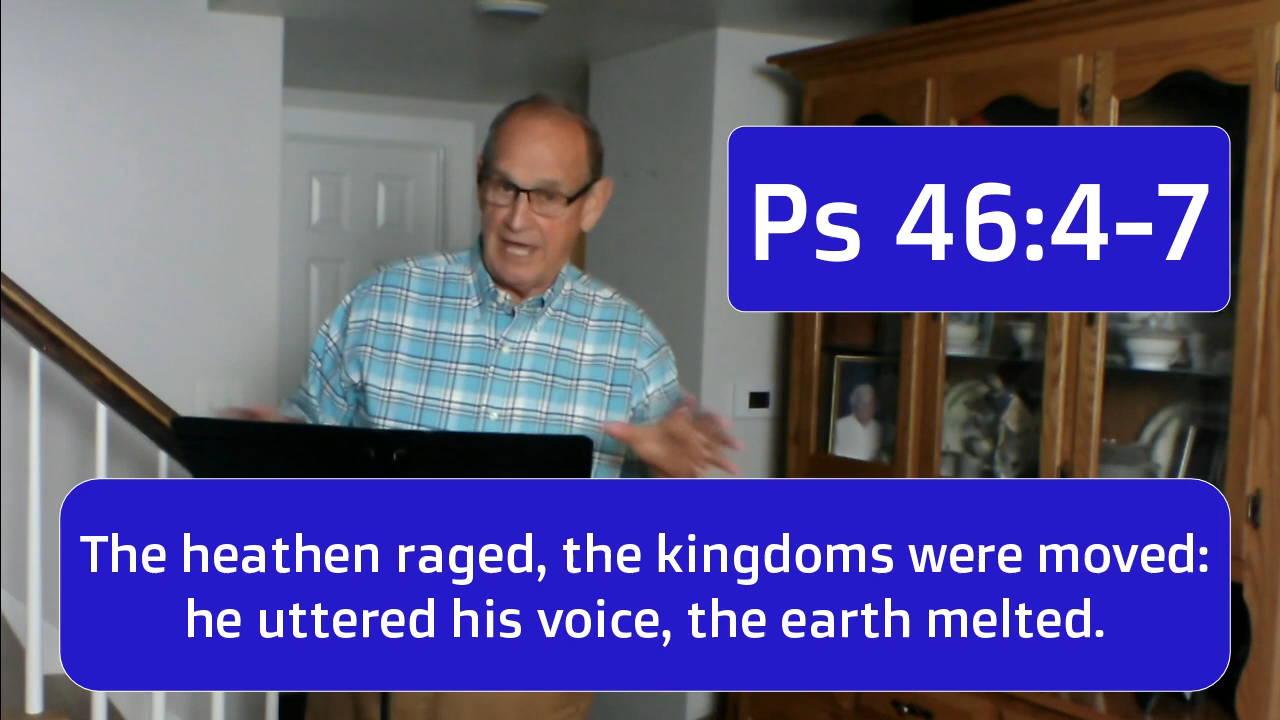 Ps 46:4-7
The heathen raged, the kingdoms were moved:
he uttered his voice, the earth melted.